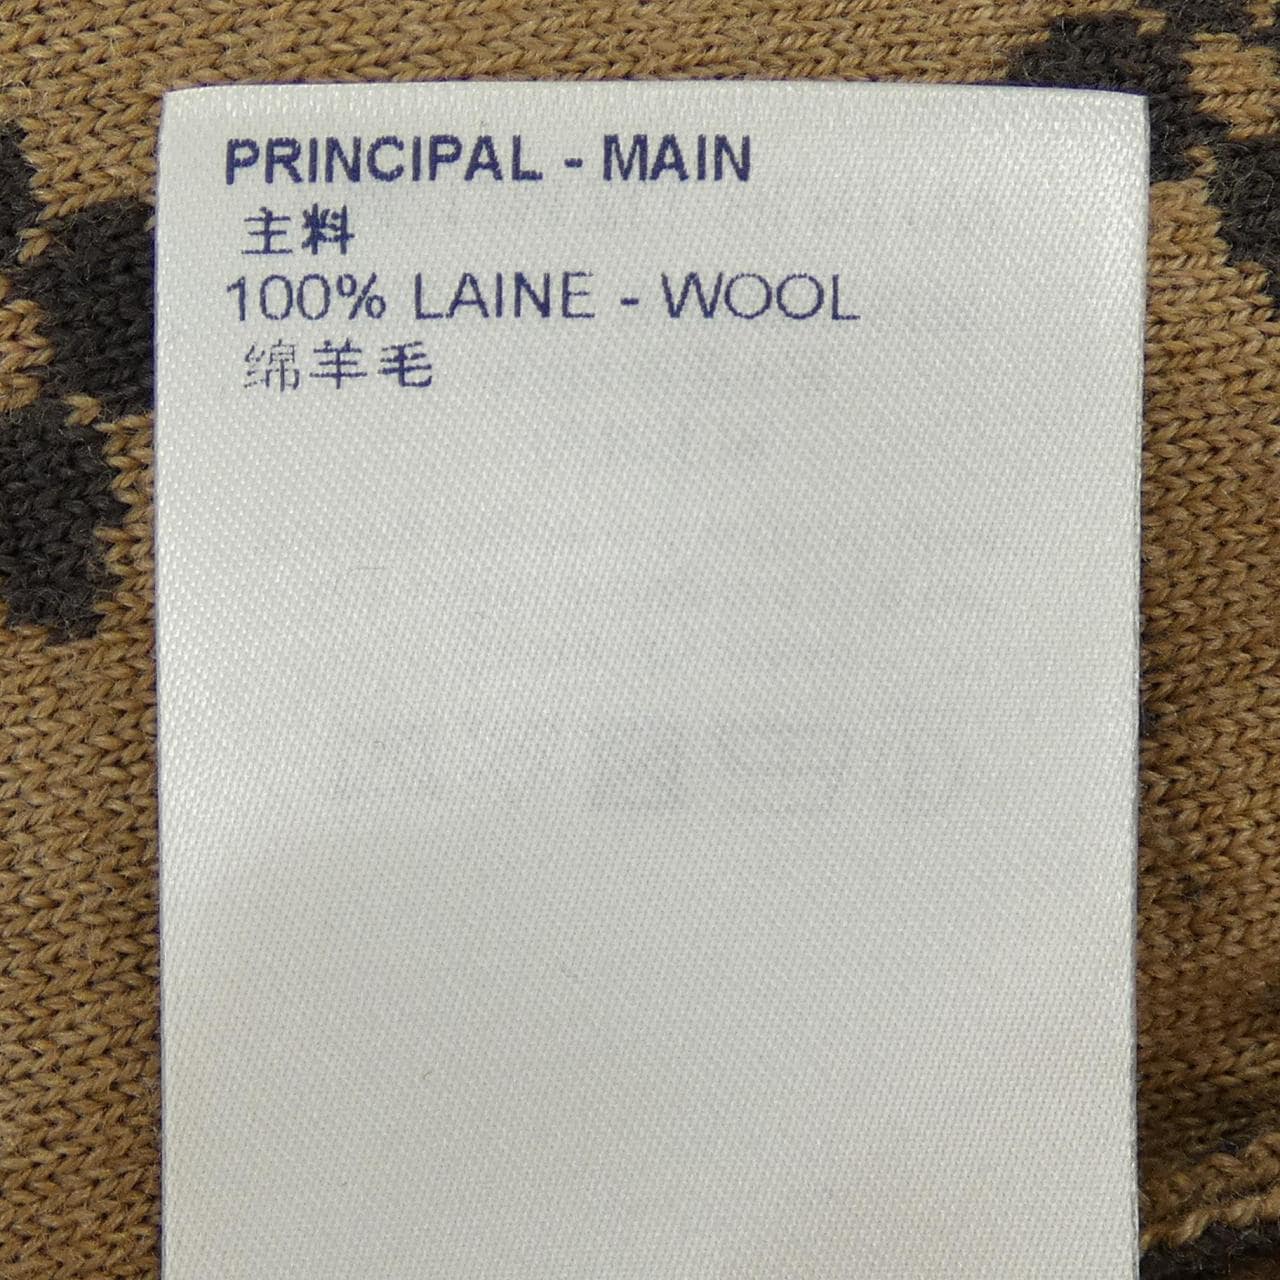 PRINCIPAL - MAIN
主料
100% LAINE - WOOL
绵羊毛